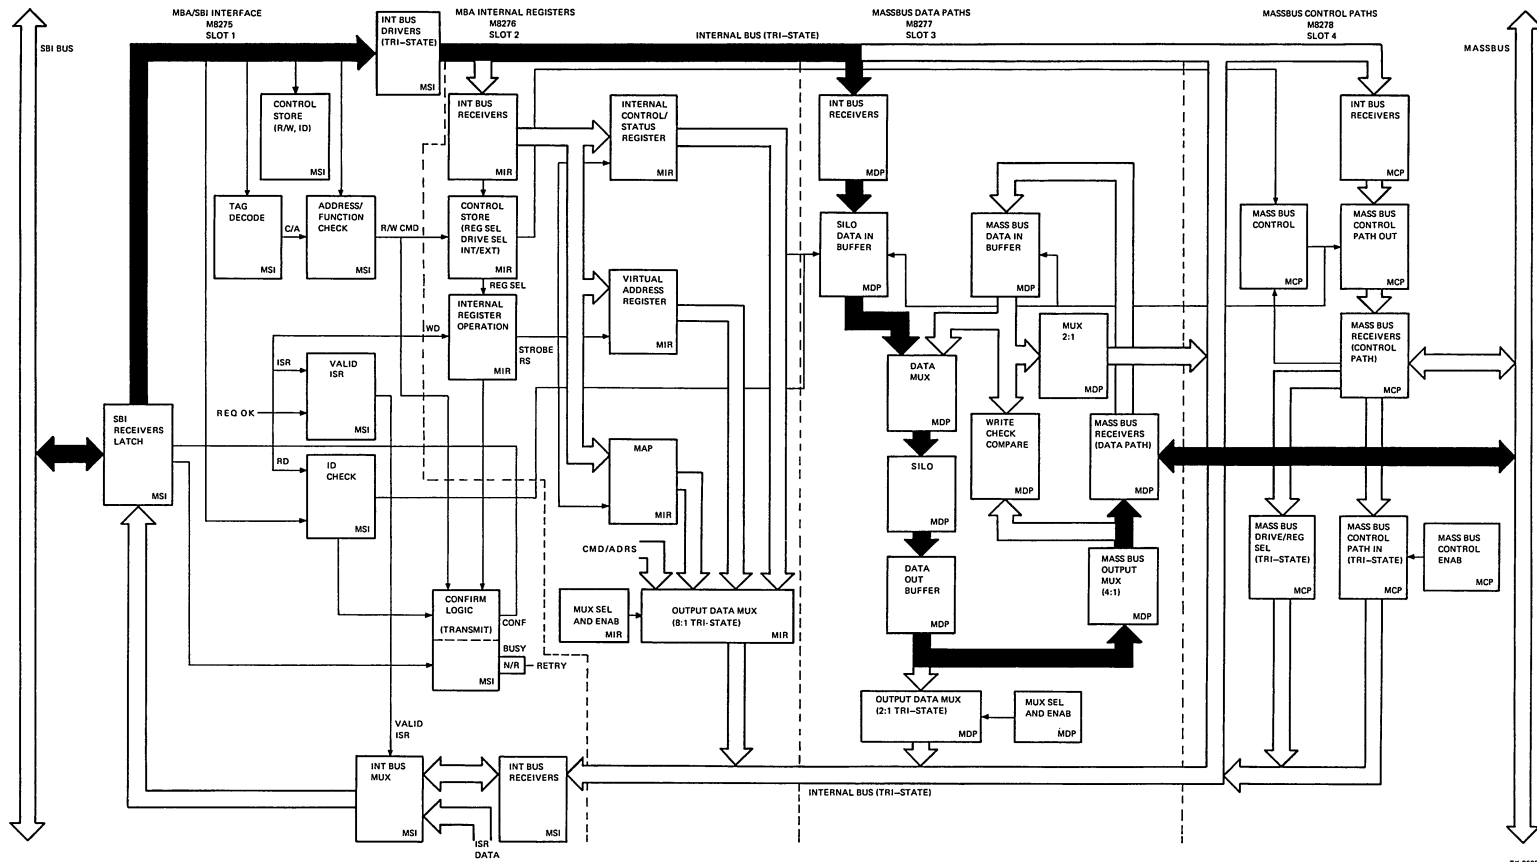 MBA/SBI INTERFACE
M8275
SLOT 1
MBA INTERNAL REGISTERS
M8276
SLOT 2
MASSBUS DATA PATHS
M8277
SLOT 3
MASSBUS CONTROL PATHS
M8278
SLOT 4
SBI BUS
MASSBUS
INT BUS
DRIVERS
(TRI–STATE)
MSI
INTERNAL BUS (TRI–STATE)
CONTROL
STORE
(R/W, ID)
MSI
TAG
DECODE
MSI
C/A
ADDRESS/
FUNCTION
CHECK
MSI
R/W CMD
INT BUS
RECEIVERS
MIR
CONTROL
STORE
(REG SEL
DRIVE SEL
INT/EXT)
MIR
REG SEL
INTERNAL
REGISTER
OPERATION
MIR
WD
STROBE
RS
INTERNAL
CONTROL/
STATUS
REGISTER
MIR
VIRTUAL
ADDRESS
REGISTER
MIR
MAP
MIR
ISR
VALID
ISR
MSI
REQ OK
SBI
RECEIVERS
LATCH
MSI
RD
ID
CHECK
MSI
CONFIRM
LOGIC
(TRANSMIT)
MSI
CONF
BUSY
N/R
RETRY
CMD/ADRS
MUX SEL
AND ENAB
MIR
OUTPUT DATA MUX
(8:1 TRI-STATE)
MIR
VALID
ISR
INT BUS
MUX
MSI
INT BUS
RECEIVERS
MSI
ISR
DATA
INT BUS
RECEIVERS
MDP
SILO
DATA IN
BUFFER
MDP
MASS BUS
DATA IN
BUFFER
MDP
MUX
2:1
MDP
DATA
MUX
MDP
WRITE
CHECK
COMPARE
MDP
MASS BUS
RECEIVERS
(DATA PATH)
MDP
SILO
MDP
DATA
OUT
BUFFER
MDP
MASS BUS
OUTPUT
MUX
(4:1)
MDP
OUTPUT DATA MUX
(2:1 TRI–STATE)
MDP
MUX SEL
AND ENAB
MDP
INTERNAL BUS (TRI–STATE)
INT BUS
RECEIVERS
MCP
MASS BUS
CONTROL
MCP
MASS BUS
CONTROL
PATH OUT
MCP
MASS BUS
RECEIVERS
(CONTROL
PATH)
MCP
MASS BUS
DRIVE/REG
SEL
(TRI–STATE)
MCP
MASS BUS
CONTROL
PATH IN
(TRI–STATE)
MCP
MASS BUS
CONTROL
ENAB
MCP